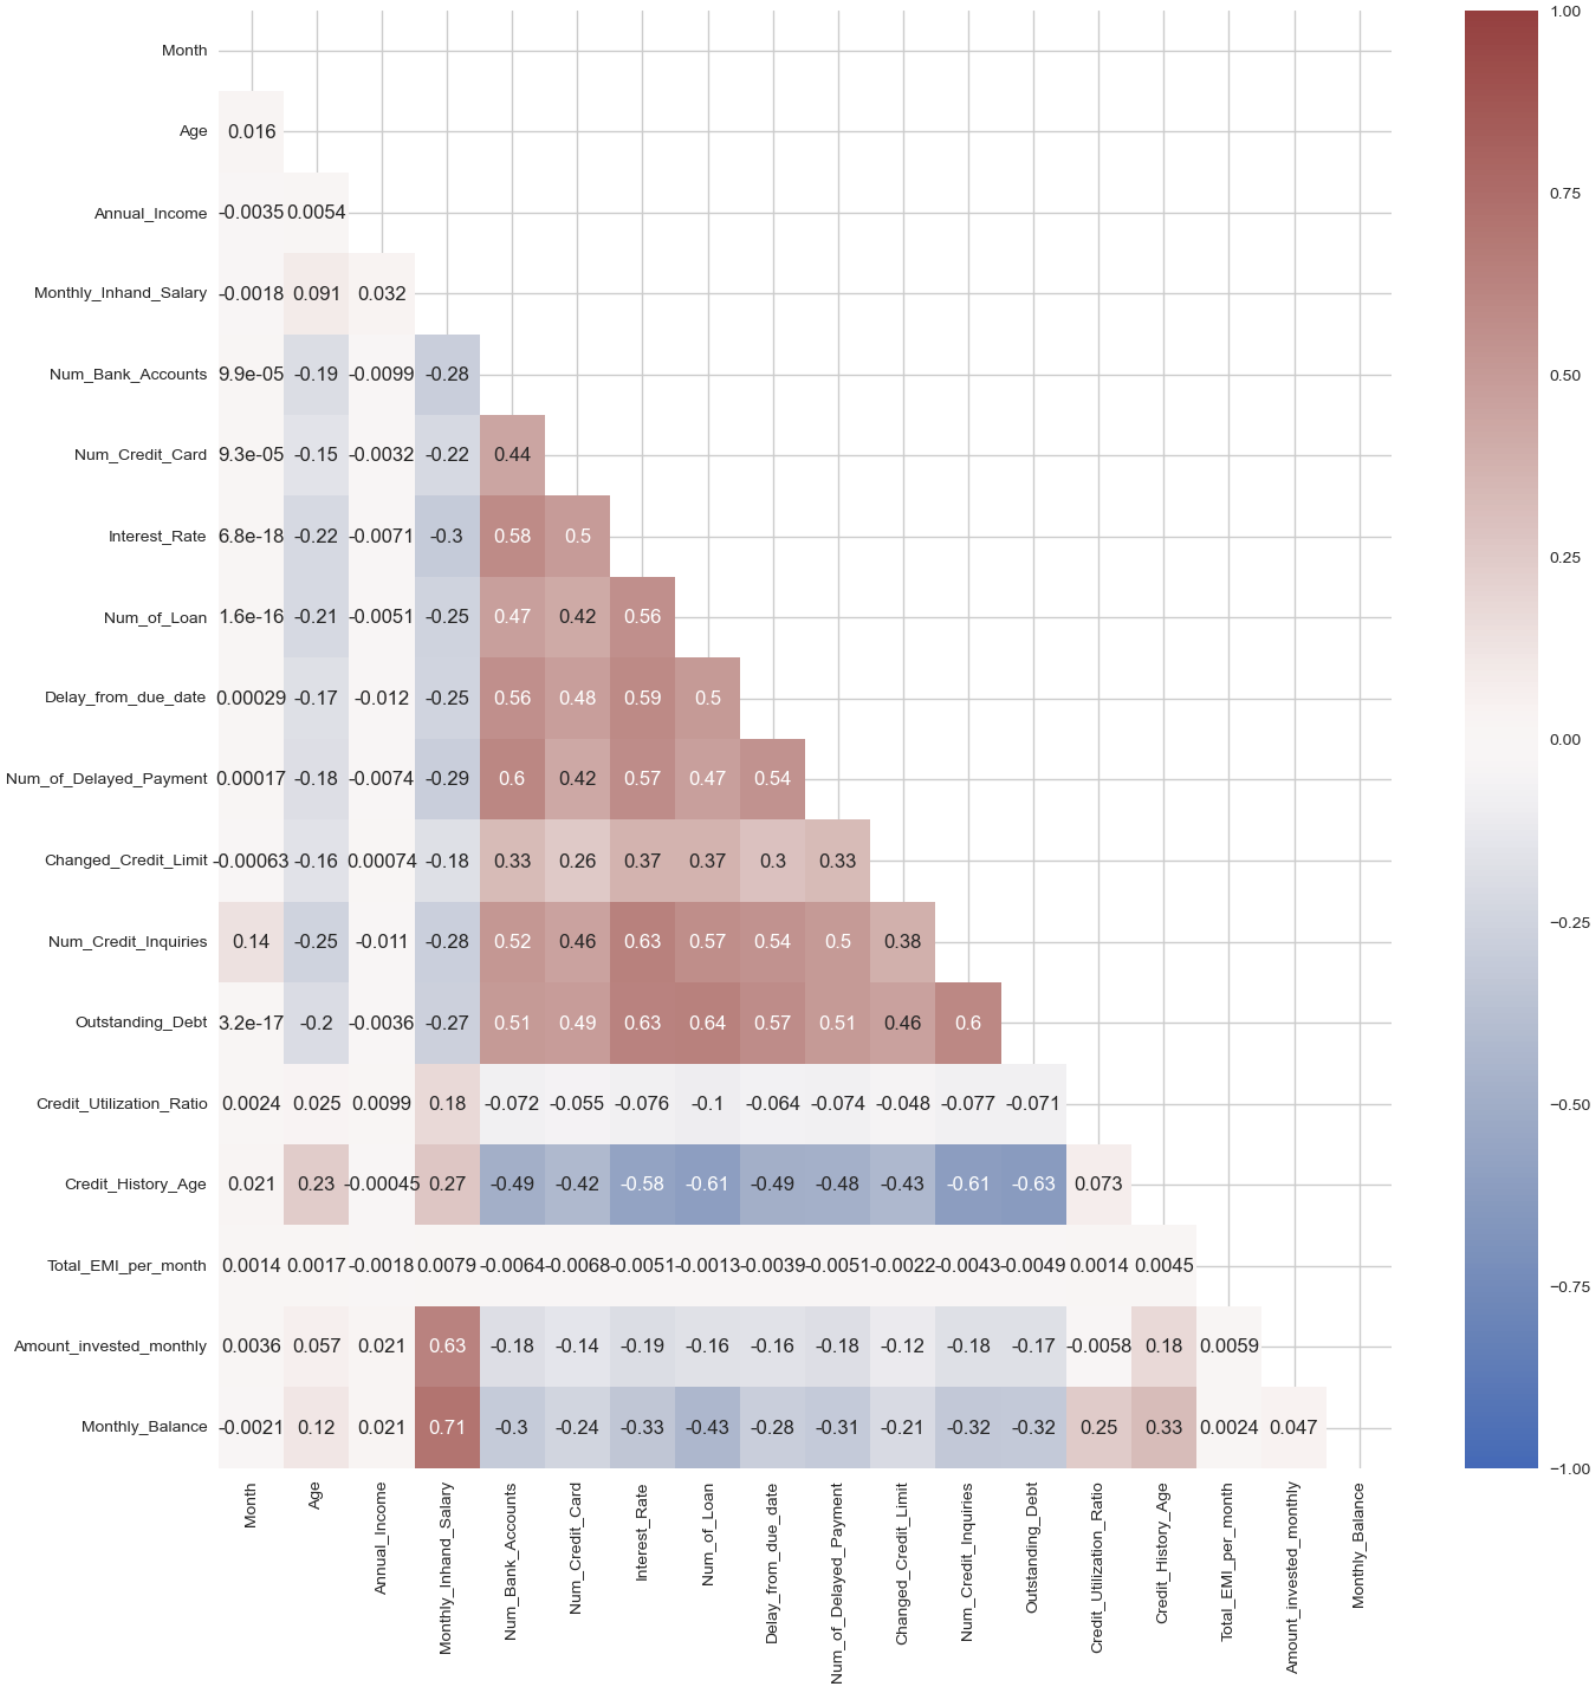 Month
Age 0.016
Annual_Income -0.0035 0.0054
Monthly_Inhand_Salary -0.0018 0.091 0.032
Num_Bank_Accounts 9.9e-05 -0.19 -0.0099 -0.28
Num_Credit_Card 9.3e-05 -0.15 -0.0032 -0.22 0.44
Interest_Rate 6.8e-18 -0.22 -0.0071 -0.3 0.58 0.5
Num_of_Loan 1.6e-16 -0.21 -0.0051 -0.25 0.47 0.42 0.56
Delay_from_due_date 0.00029 -0.17 -0.012 -0.25 0.56 0.48 0.59 0.5
Num_of_Delayed_Payment 0.00017 -0.18 -0.0074 -0.29 0.6 0.42 0.57 0.47 0.54
Changed_Credit_Limit -0.00063 -0.16 0.00074 -0.18 0.33 0.26 0.37 0.37 0.3 0.33
Num_Credit_Inquiries 0.14 -0.25 -0.011 -0.28 0.52 0.46 0.63 0.57 0.54 0.5 0.38
Outstanding_Debt 3.2e-17 -0.2 -0.0036 -0.27 0.51 0.49 0.63 0.64 0.57 0.51 0.46 0.6
Credit_Utilization_Ratio 0.0024 0.025 0.0099 0.18 -0.072 -0.055 -0.076 -0.1 -0.064 -0.074 -0.048 -0.077 -0.071
Credit_History_Age 0.021 0.23 -0.00045 0.27 -0.49 -0.42 -0.58 -0.61 -0.49 -0.48 -0.43 -0.61 -0.63 0.073
Total_EMI_per_month 0.0014 0.0017 -0.0018 0.0079 -0.0064 -0.0068 -0.0051 -0.0013 -0.0039 -0.0051 -0.0022 -0.0043 -0.0049 0.0014 0.0045
Amount_invested_monthly 0.0036 0.057 0.021 0.63 -0.18 -0.14 -0.19 -0.16 -0.16 -0.18 -0.12 -0.18 -0.17 -0.0058 0.18 0.0059
Monthly_Balance -0.0021 0.12 0.021 0.71 -0.3 -0.24 -0.33 -0.43 -0.28 -0.31 -0.21 -0.32 -0.32 0.25 0.33 0.0024 0.047
Month
Age
Annual_Income
Monthly_Inhand_Salary
Num_Bank_Accounts
Num_Credit_Card
Interest_Rate
Num_of_Loan
Delay_from_due_date
Num_of_Delayed_Payment
Changed_Credit_Limit
Num_Credit_Inquiries
Outstanding_Debt
Credit_Utilization_Ratio
Credit_History_Age
Total_EMI_per_month
Amount_invested_monthly
Monthly_Balance
1.00
0.75
0.50
0.25
0.00
−0.25
−0.50
−0.75
−1.00